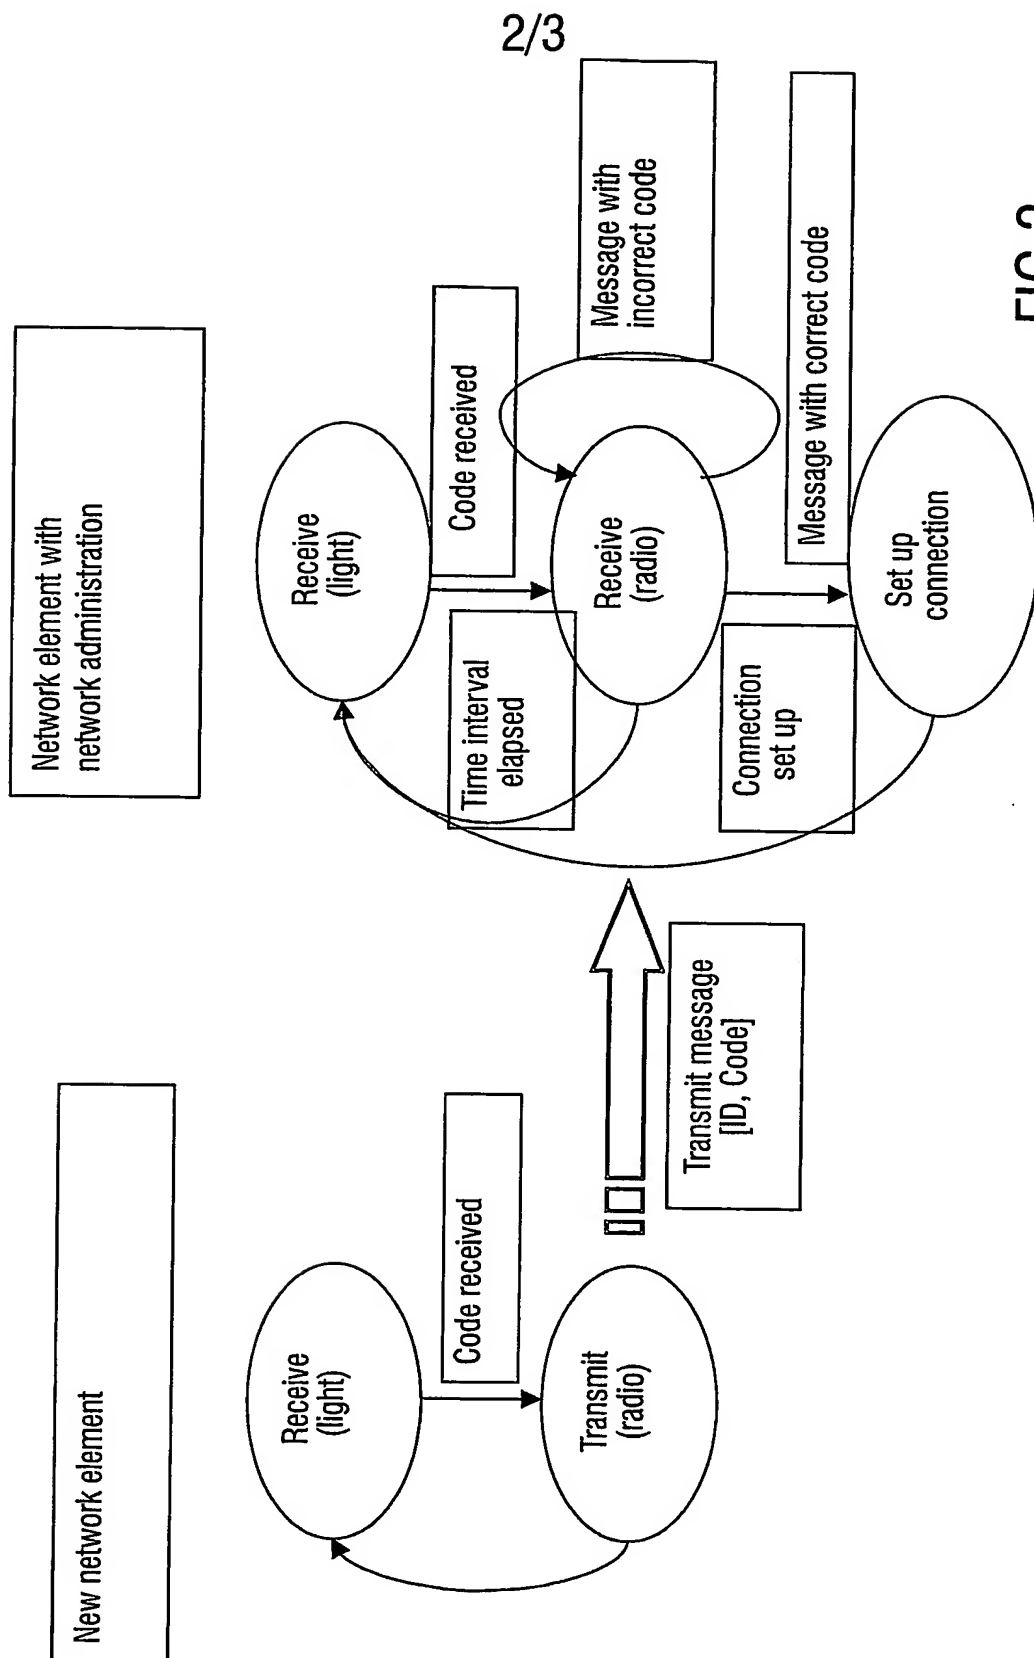 2/3
New network element
Receive
(light)
Code received
Transmit
(radio)
Transmit message
[ID, Code]
Network element with
network administration
Receive
(light)
Code received
Time interval
elapsed
Receive
(radio)
Message with
incorrect code
Connection
set up
Message with correct code
Set up
connection